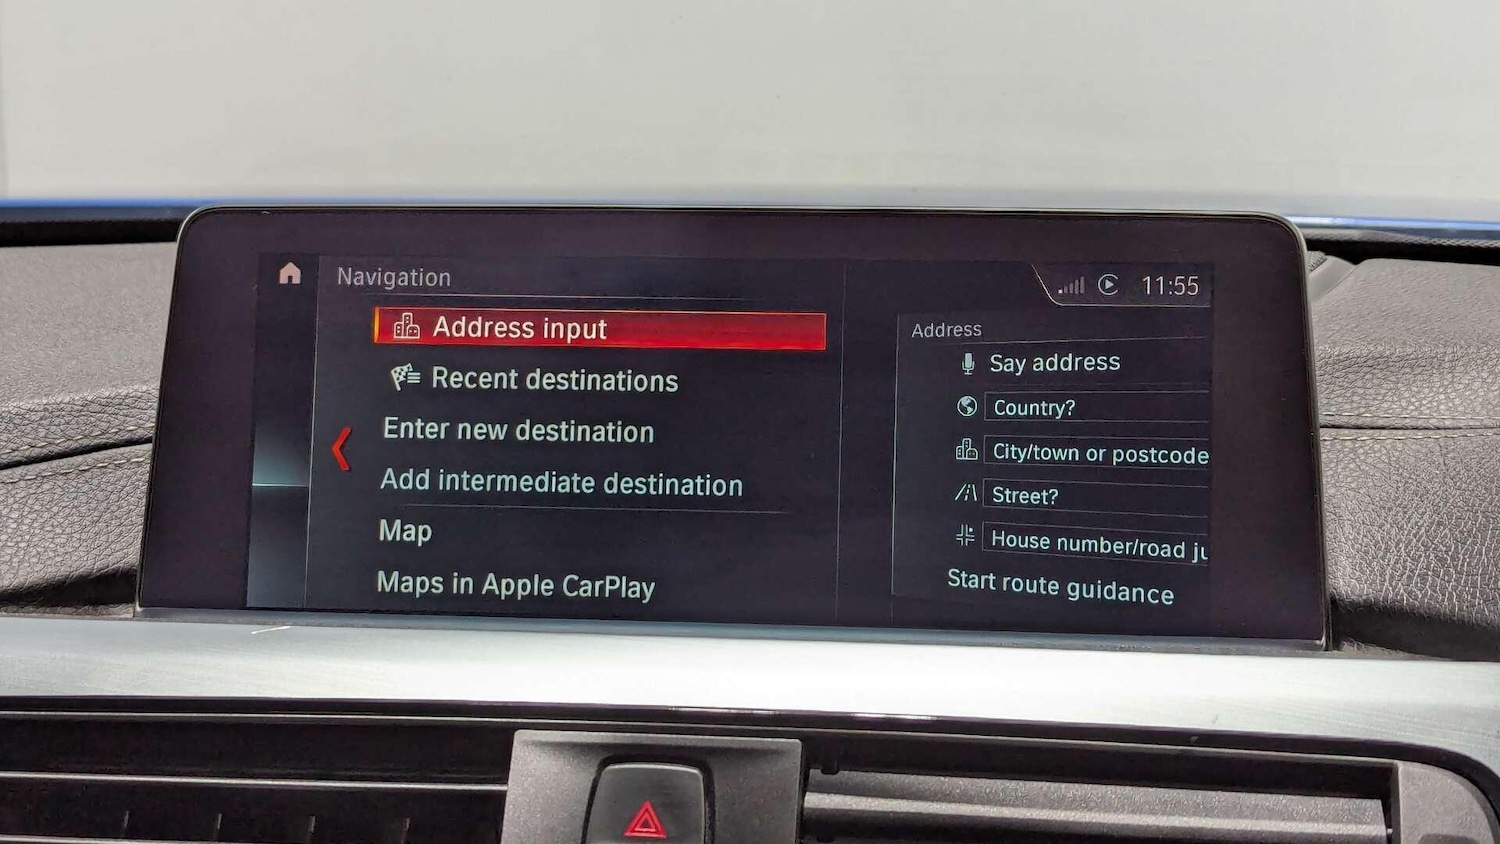 Navigation
11:55
Address input
Recent destinations
Enter new destination
Add intermediate destination
Map
Maps in Apple CarPlay
Address
Say address
Country?
City/town or postcode
Street?
House number/road ju
Start route guidance